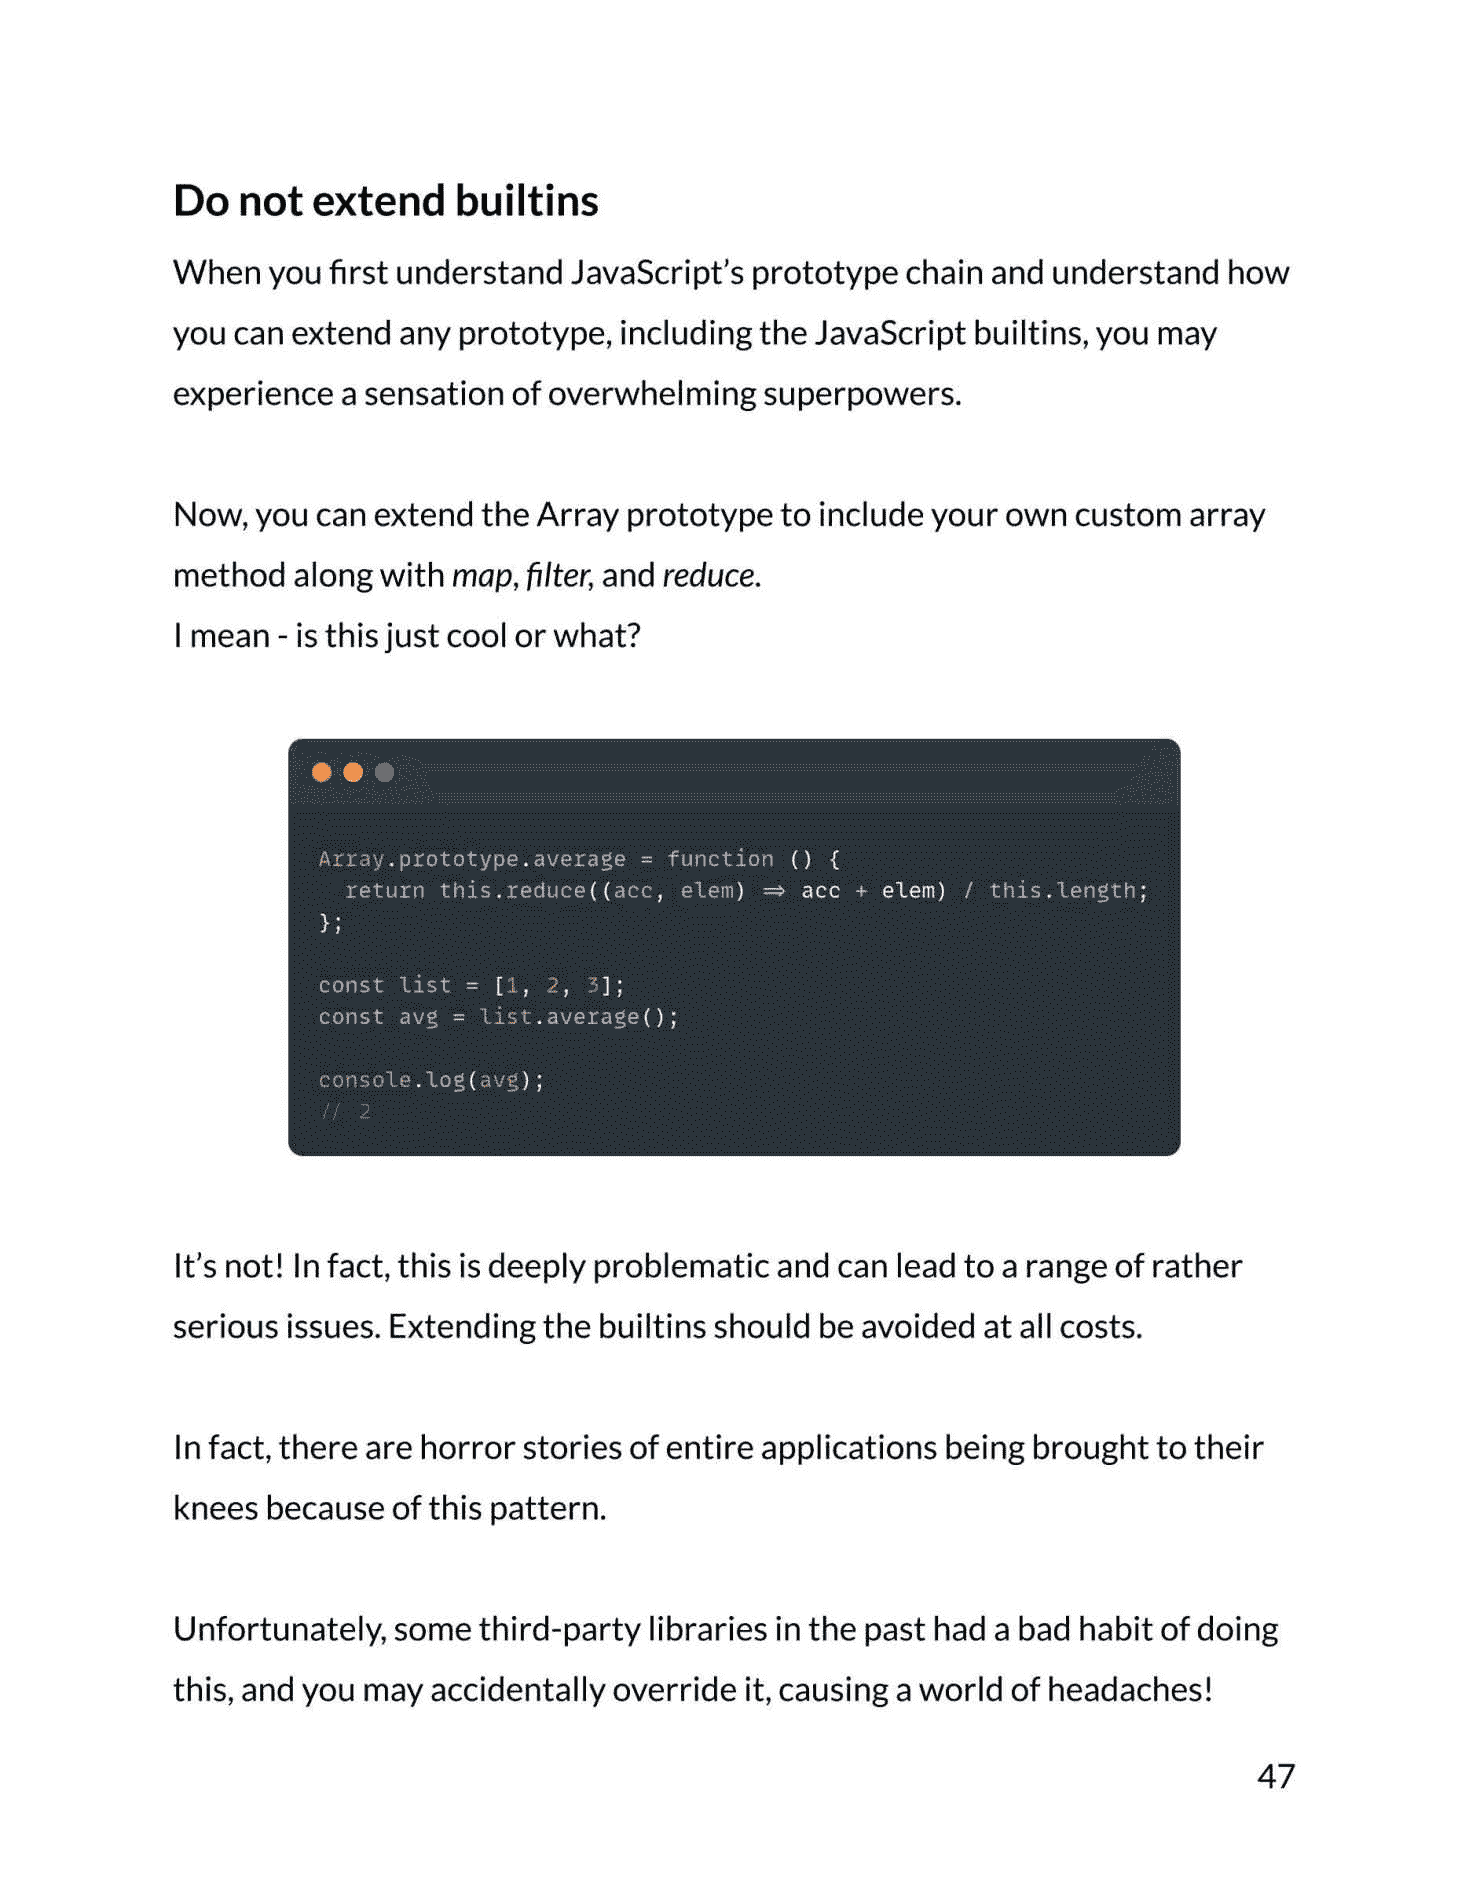 Do not extend builtins
When you first understand JavaScript’s prototype chain and understand how
you can extend any prototype, including the JavaScript builtins, you may
experience a sensation of overwhelming superpowers.
Now, you can extend the Array prototype to include your own custom array
method along with map, filter, and reduce.
I mean - is this just cool or what?
Array.prototype.average = function () {
  return this.reduce((acc, elem) ⇒ acc + elem) / this.length;
};
const list = [1, 2, 3];
const avg = list.average();
console.log(avg);
// 2
It’s not! In fact, this is deeply problematic and can lead to a range of rather
serious issues. Extending the builtins should be avoided at all costs.
In fact, there are horror stories of entire applications being brought to their
knees because of this pattern.
Unfortunately, some third-party libraries in the past had a bad habit of doing
this, and you may accidentally override it, causing a world of headaches!
47